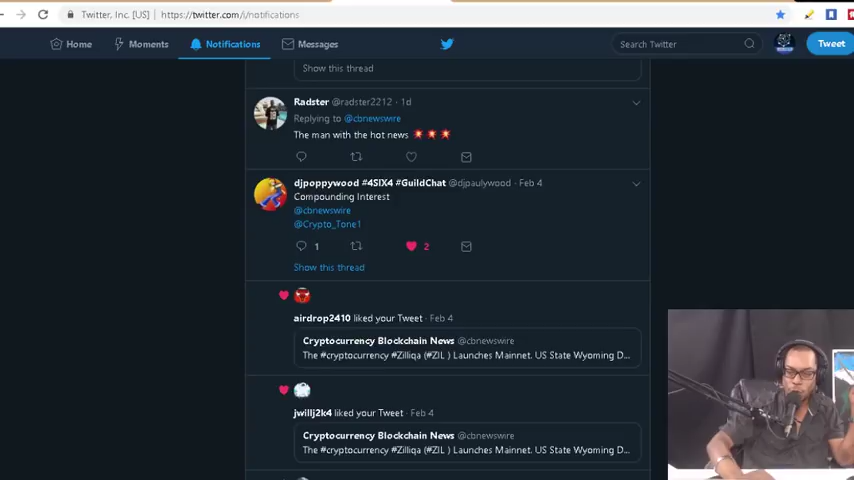 Twitter, Inc. [US] | https://twitter.com/i/notifications
Home Moments Notifications Messages Search Twitter Tweet
Show this thread
Radster @radster2212 · 1d
Replying to @cbnewswire
The man with the hot news 💥 💥 💥
djpoppywood #4SIX4 #GuildChat @djpaulywood · Feb 4
Compounding Interest
@cbnewswire
@Crypto_Tone1
1 2
Show this thread
airdrop2410 liked your Tweet · Feb 4
Cryptocurrency Blockchain News @cbnewswire
The #cryptocurrency #Zilliqa (#ZIL ) Launches Mainnet. US State Wyoming D...
jwillj2k4 liked your Tweet · Feb 4
Cryptocurrency Blockchain News @cbnewswire
The #cryptocurrency #Zilliqa (#ZIL ) Launches Mainnet. US State Wyoming D...